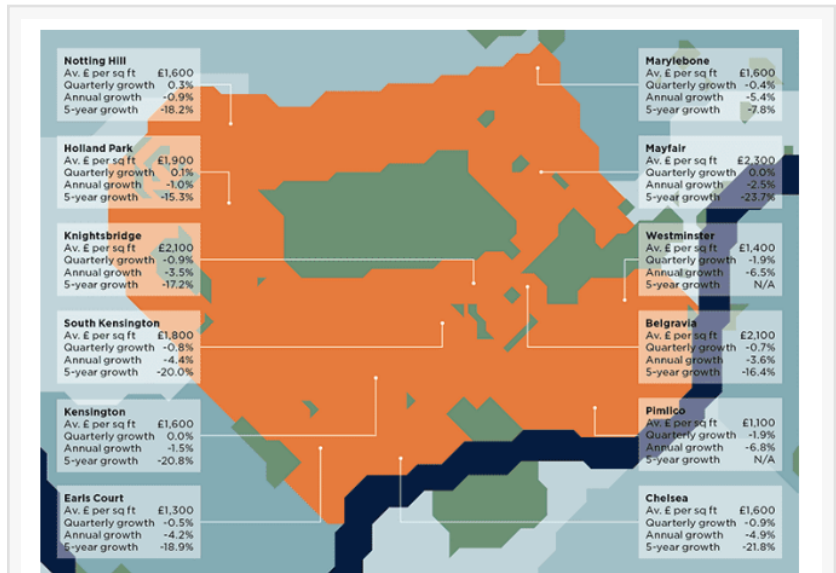 Notting Hill
Av. £ per sq ft £1,600
Quarterly growth 0.3%
Annual growth -0.9%
5-year growth -18.2%
Holland Park
Av. £ per sq ft £1,900
Quarterly growth 0.1%
Annual growth -1.0%
5-year growth -15.3%
Knightsbridge
Av. £ per sq ft £2,100
Quarterly growth -0.9%
Annual growth -3.5%
5-year growth -17.2%
South Kensington
Av. £ per sq ft £1,800
Quarterly growth -0.8%
Annual growth -4.4%
5-year growth -20.0%
Kensington
Av. £ per sq ft £1,600
Quarterly growth 0.0%
Annual growth -1.5%
5-year growth -20.8%
Earls Court
Av. £ per sq ft £1,300
Quarterly growth -0.5%
Annual growth -4.2%
5-year growth -18.9%
Marylebone
Av. £ per sq ft £1,600
Quarterly growth -0.4%
Annual growth -5.4%
5-year growth -7.8%
Mayfair
Av. £ per sq ft £2,300
Quarterly growth 0.0%
Annual growth -2.5%
5-year growth -23.7%
Westminster
Av. £ per sq ft £1,400
Quarterly growth -1.9%
Annual growth -6.5%
5-year growth N/A
Belgravia
Av. £ per sq ft £2,100
Quarterly growth -0.7%
Annual growth -3.6%
5-year growth -16.4%
Pimlico
Av. £ per sq ft £1,100
Quarterly growth -1.9%
Annual growth -6.8%
5-year growth N/A
Chelsea
Av. £ per sq ft £1,600
Quarterly growth -0.9%
Annual growth -4.9%
5-year growth -21.8%